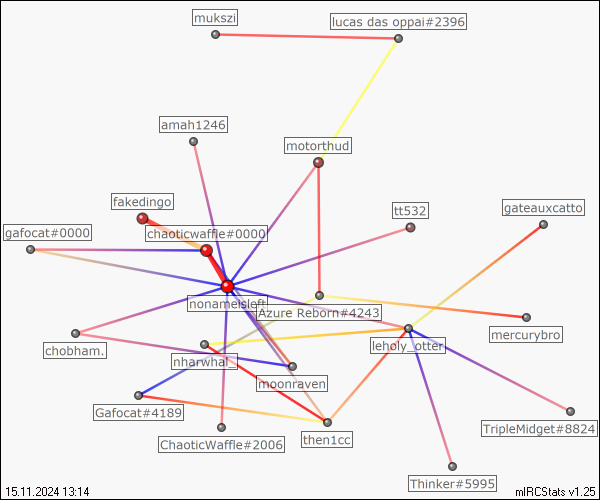 mukszi
lucas das oppai#2396
amah1246
motorthud
fakedingo
tt532
gateauxcatto
gafocat#0000
chaoticwaffle#0000
nonameisleft
Azure Reborn#4243
mercurybro
leholy_otter
chobham.
nharwhal_
moonraven
Gafocat#4189
ChaoticWaffle#2006
then1cc
TripleMidget#8824
Thinker#5995
15.11.2024 13:14
mIRCStats v1.25